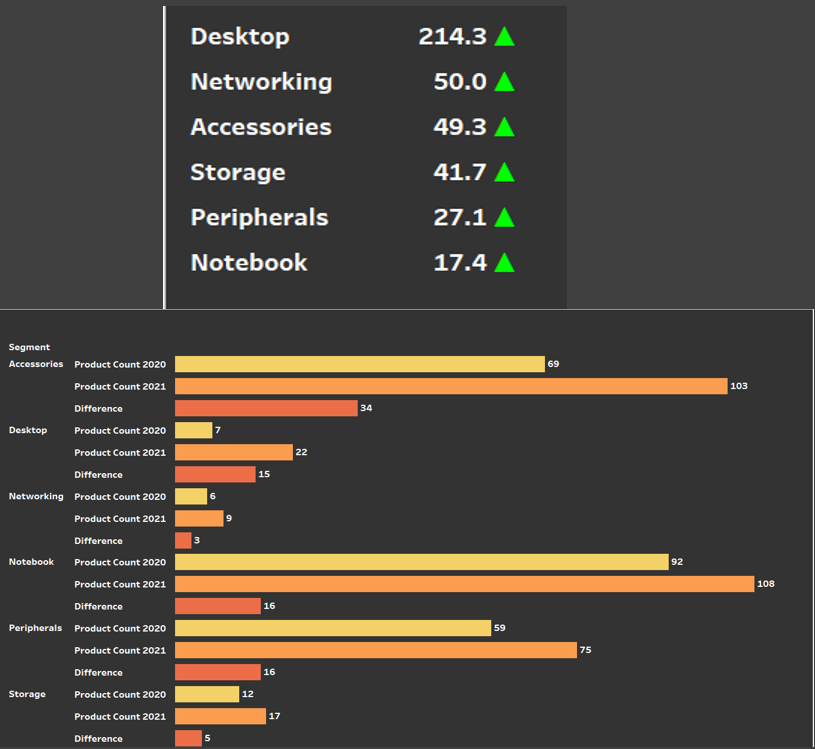 Desktop 214.3 ▲
Networking 50.0 ▲
Accessories 49.3 ▲
Storage 41.7 ▲
Peripherals 27.1 ▲
Notebook 17.4 ▲
Segment
Accessories Product Count 2020 69
Product Count 2021 103
Difference 34
Desktop Product Count 2020 7
Product Count 2021 22
Difference 15
Networking Product Count 2020 6
Product Count 2021 9
Difference 3
Notebook Product Count 2020 92
Product Count 2021 108
Difference 16
Peripherals Product Count 2020 59
Product Count 2021 75
Difference 16
Storage Product Count 2020 12
Product Count 2021 17
Difference 5